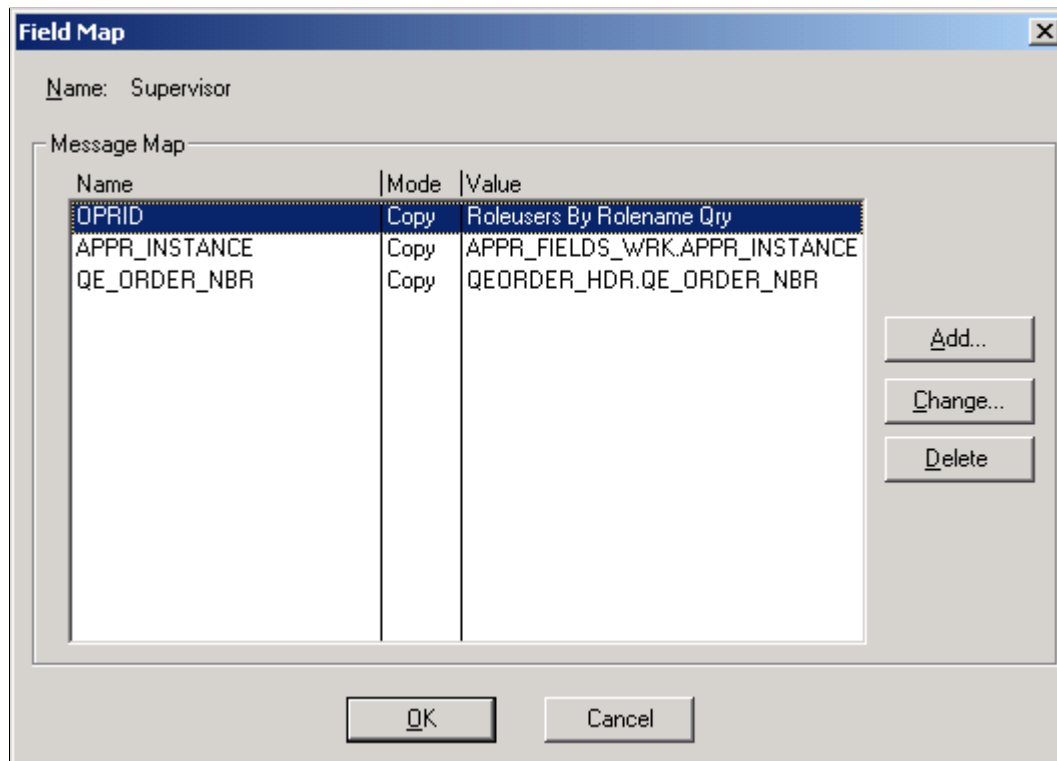 Field Map
Name: Supervisor
Message Map
Name Mode Value
OPRID Copy Roleusers By Rolename Qry
APPR_INSTANCE Copy APPR_FIELDS_WRK.APPR_INSTANCE
QE_ORDER_NBR Copy QEORDER_HDR.QE_ORDER_NBR
Add...
Change...
Delete
OK Cancel